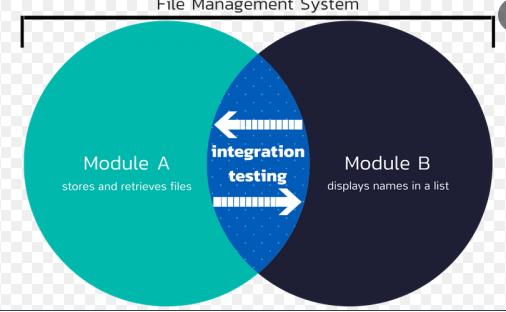 File Management System
integration
testing
Module A
stores and retrieves files
Module B
displays names in a list